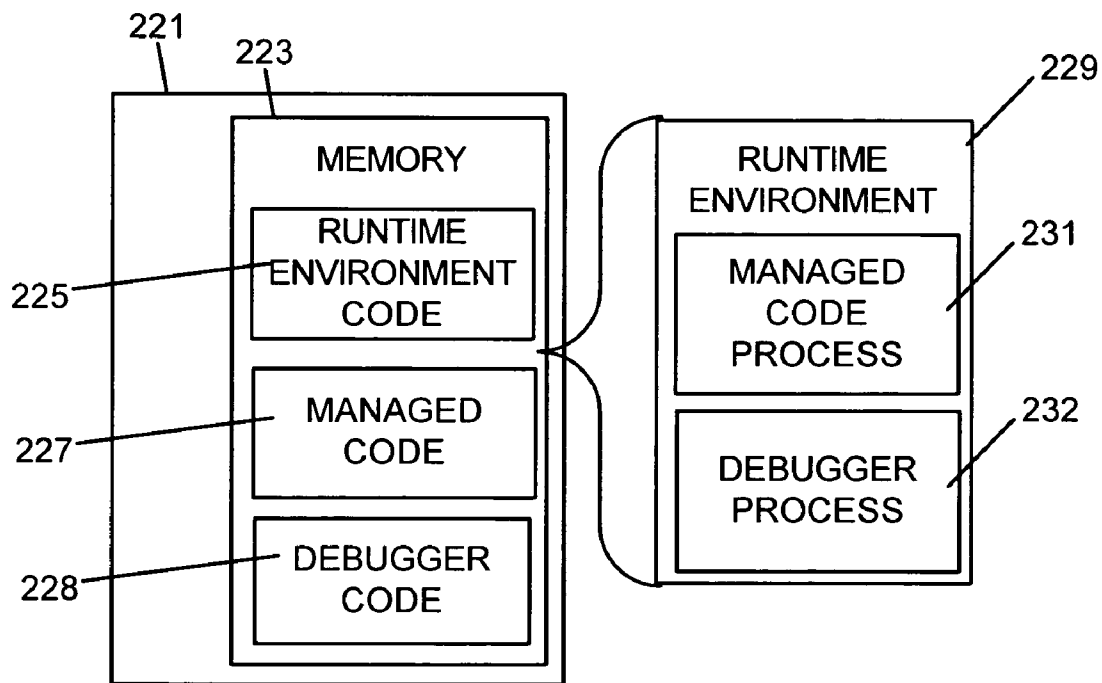 221
223
MEMORY
RUNTIME
ENVIRONMENT
CODE
225
MANAGED
CODE
227
DEBUGGER
CODE
228
229
RUNTIME
ENVIRONMENT
MANAGED
CODE
PROCESS
231
DEBUGGER
PROCESS
232